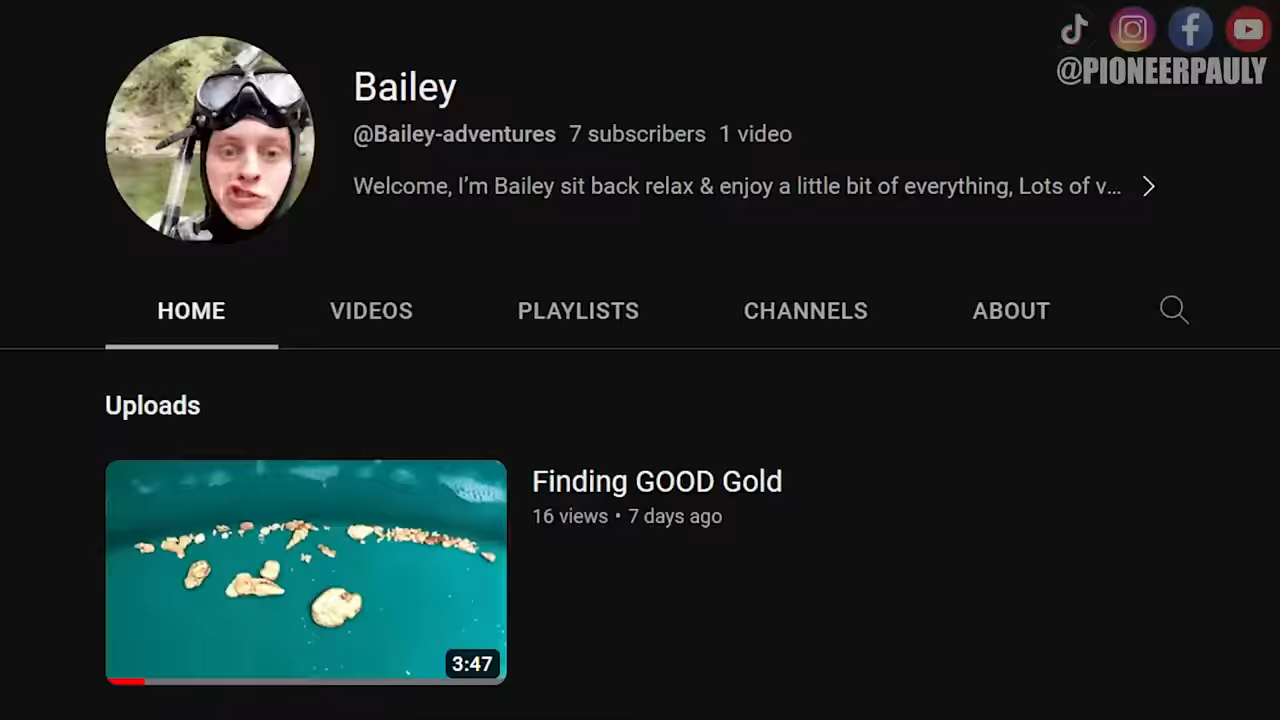 @PIONEERPAULY
Bailey
@Bailey-adventures 7 subscribers 1 video
Welcome, I’m Bailey sit back relax & enjoy a little bit of everything, Lots of v...
HOME VIDEOS PLAYLISTS CHANNELS ABOUT
Uploads
Finding GOOD Gold
16 views • 7 days ago
3:47